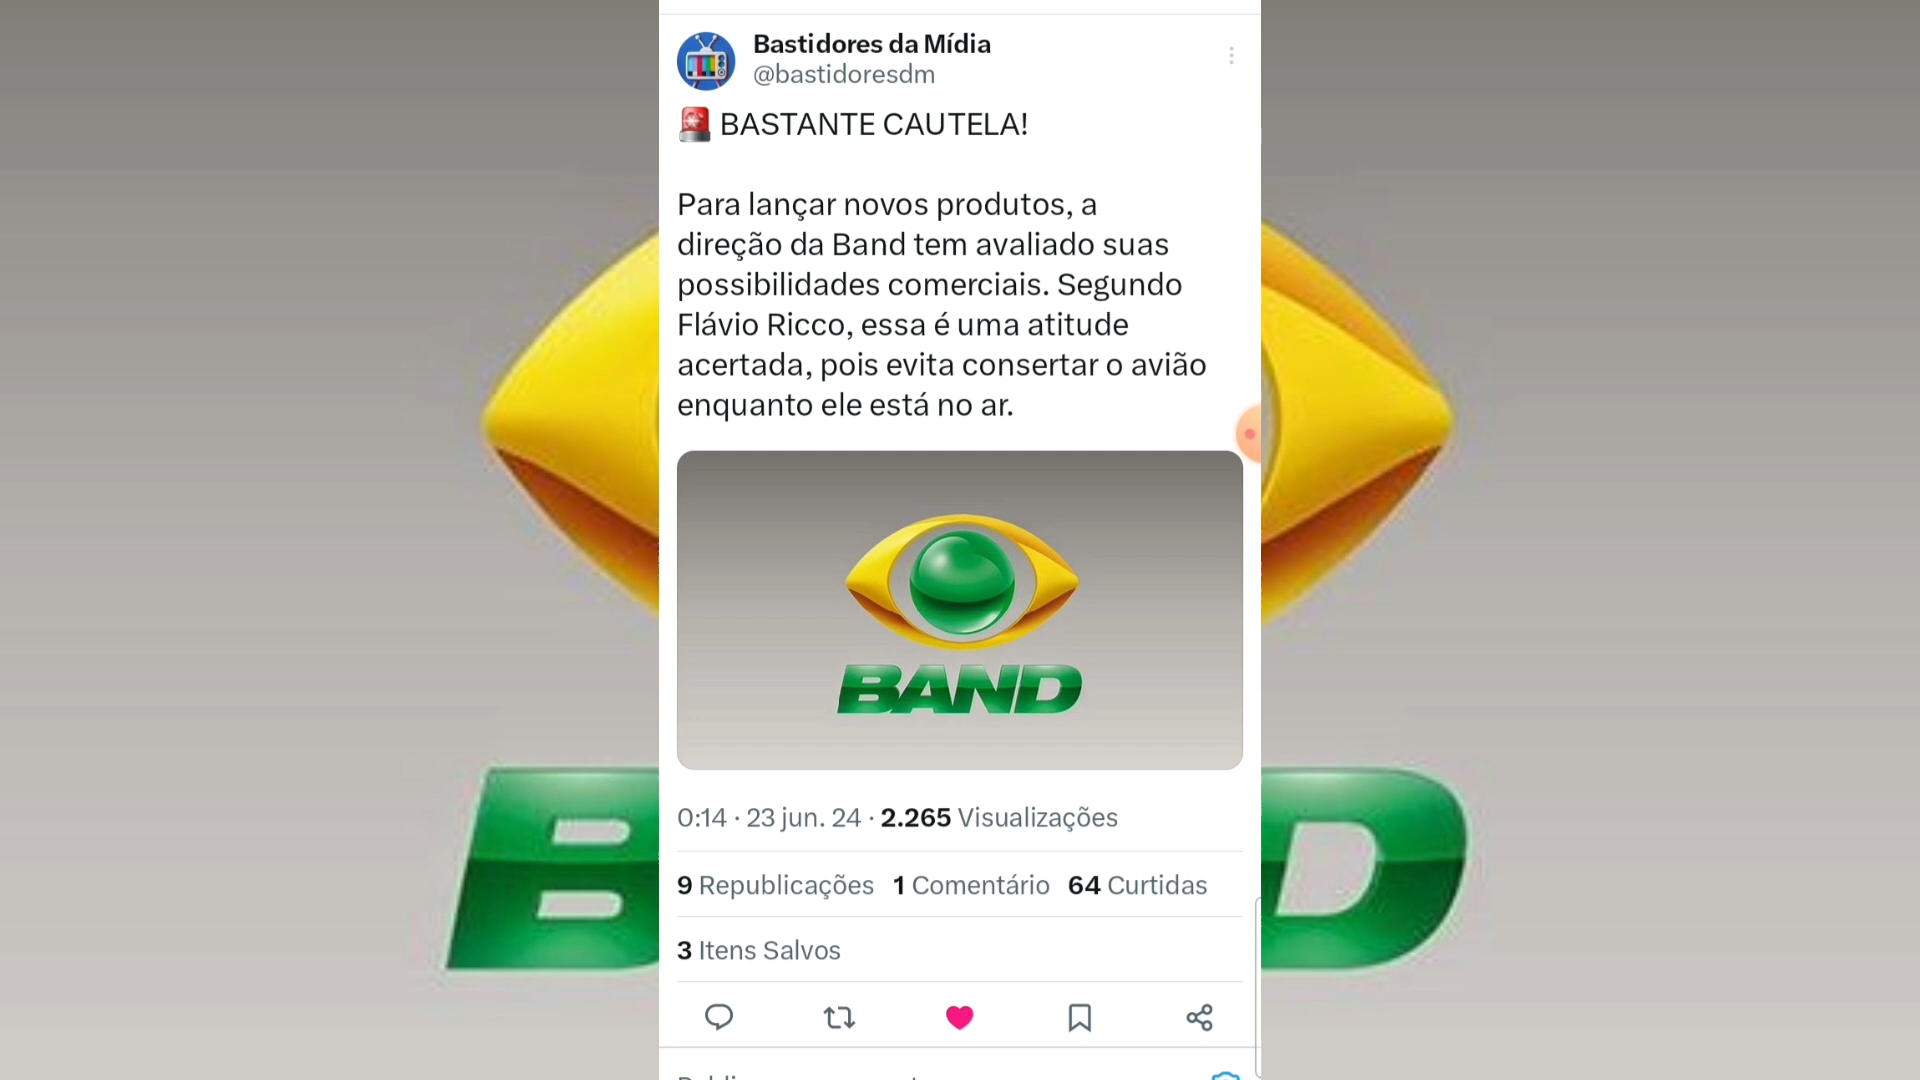 Bastidores da Mídia
@bastidoresdm
BASTANTE CAUTELA!
Para lançar novos produtos, a
direção da Band tem avaliado suas
possibilidades comerciais. Segundo
Flávio Ricco, essa é uma atitude
acertada, pois evita consertar o avião
enquanto ele está no ar.
BAND
0:14 · 23 jun. 24 · 2.265 Visualizações
9 Republicações 1 Comentário 64 Curtidas
3 Itens Salvos
B
D